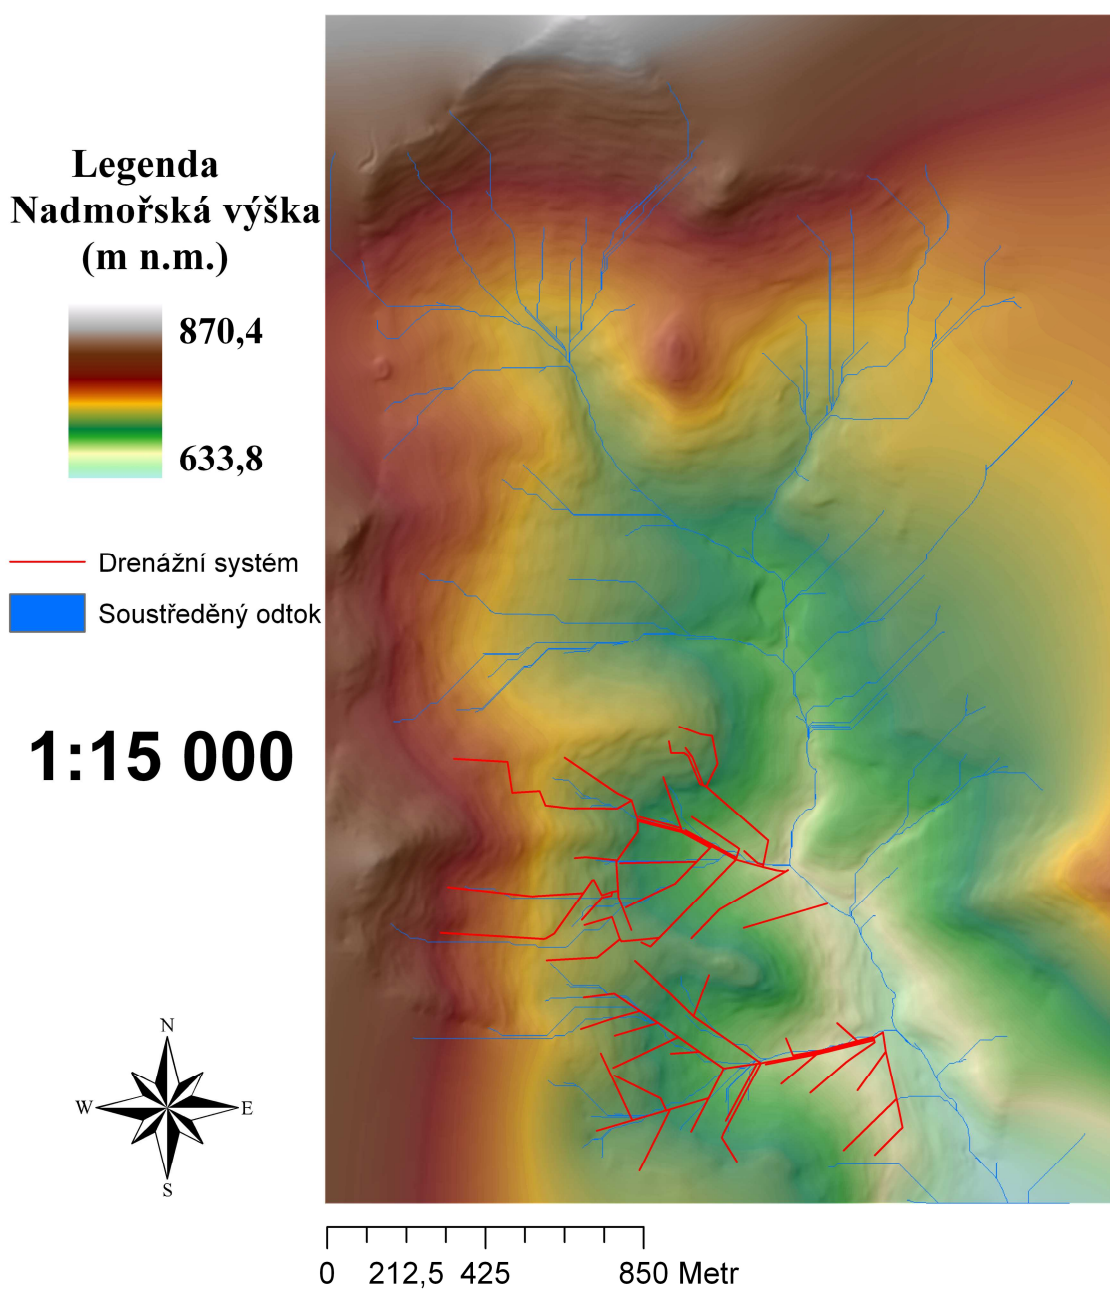 Legenda
Nadmořská výška
(m n.m.)
870,4
633,8
Drenážní systém
Soustředěný odtok
1:15 000
N
W E
S
0 212,5 425 850 Metr